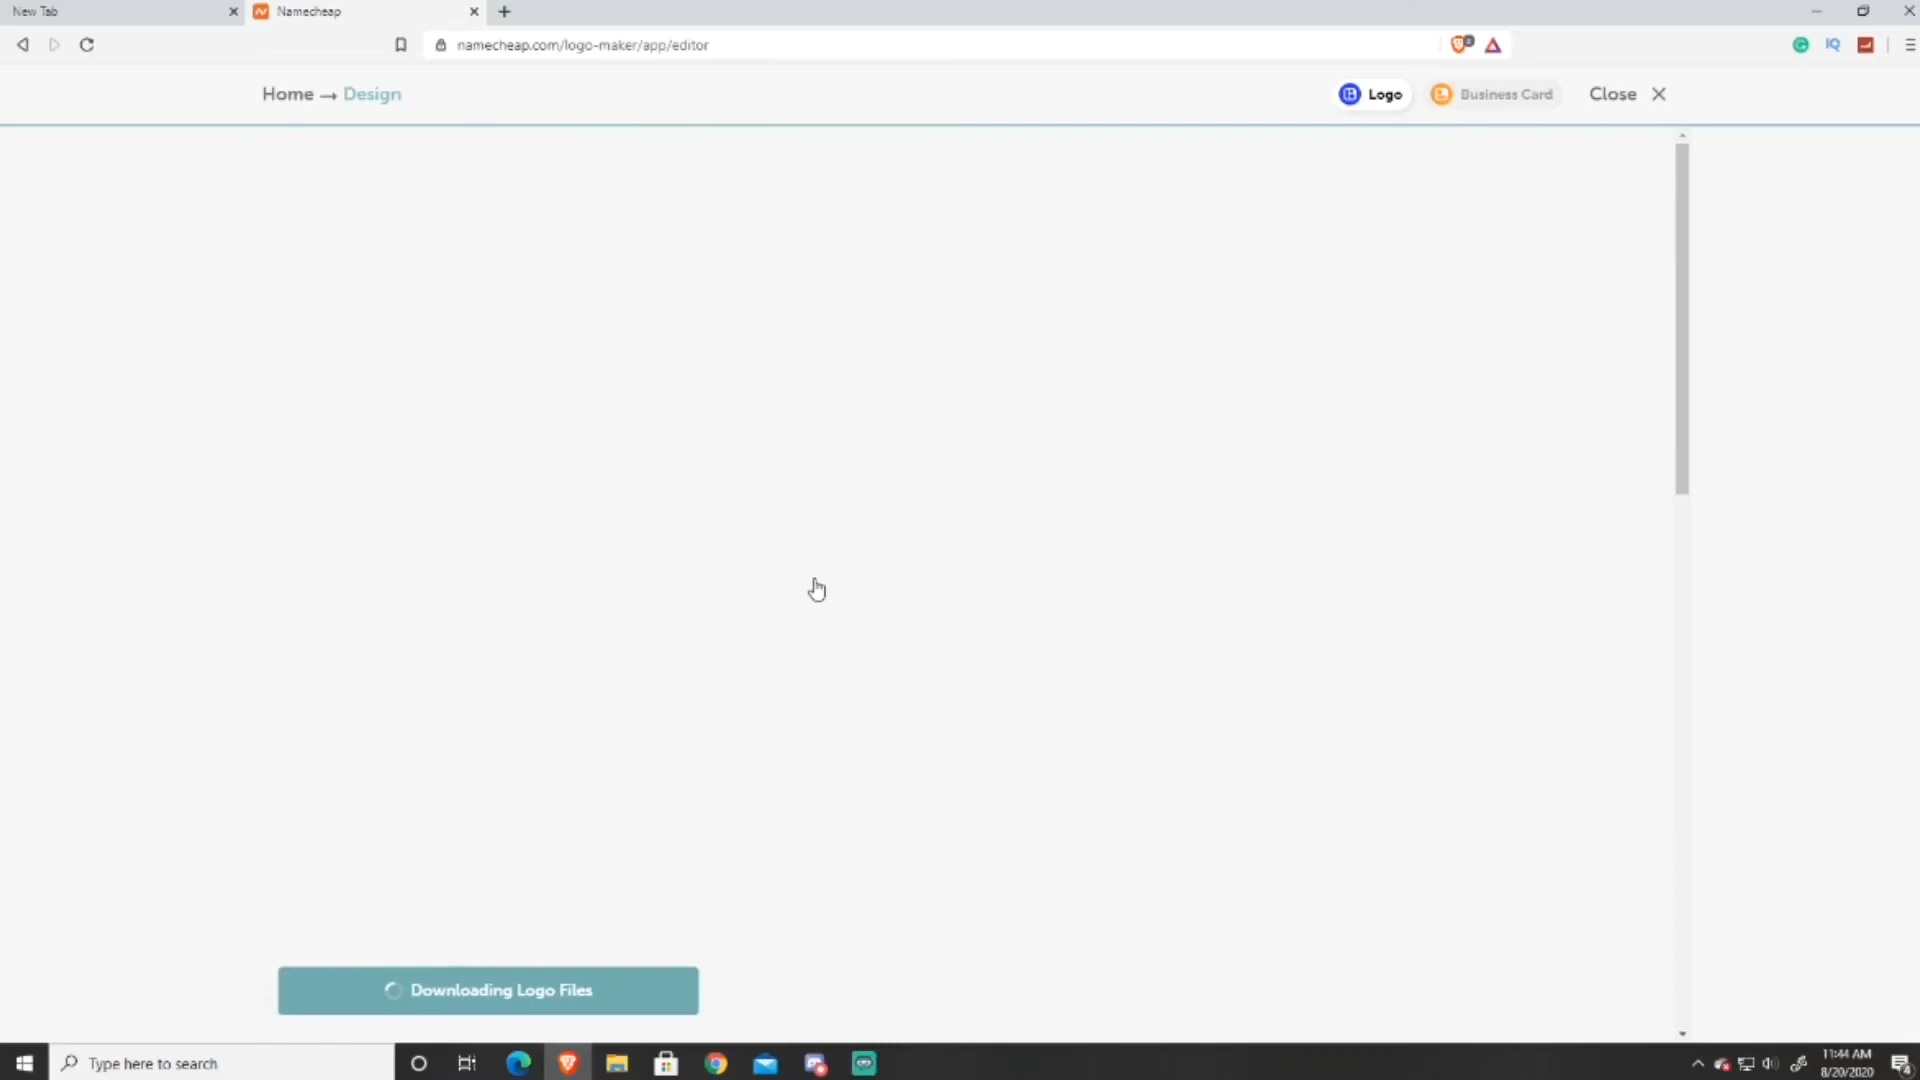 New Tab
Namecheap
namecheap.com/logo-maker/app/editor
Home → Design
Logo
Business Card
Close
Downloading Logo Files
Type here to search
11:44 AM
8/20/2020